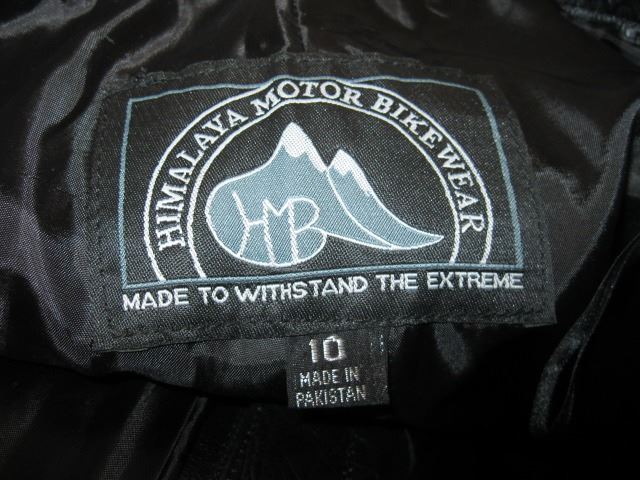 HIMALAYA MOTOR BIKEWEAR
HMB
MADE TO WITHSTAND THE EXTREME
10
MADE IN
PAKISTAN